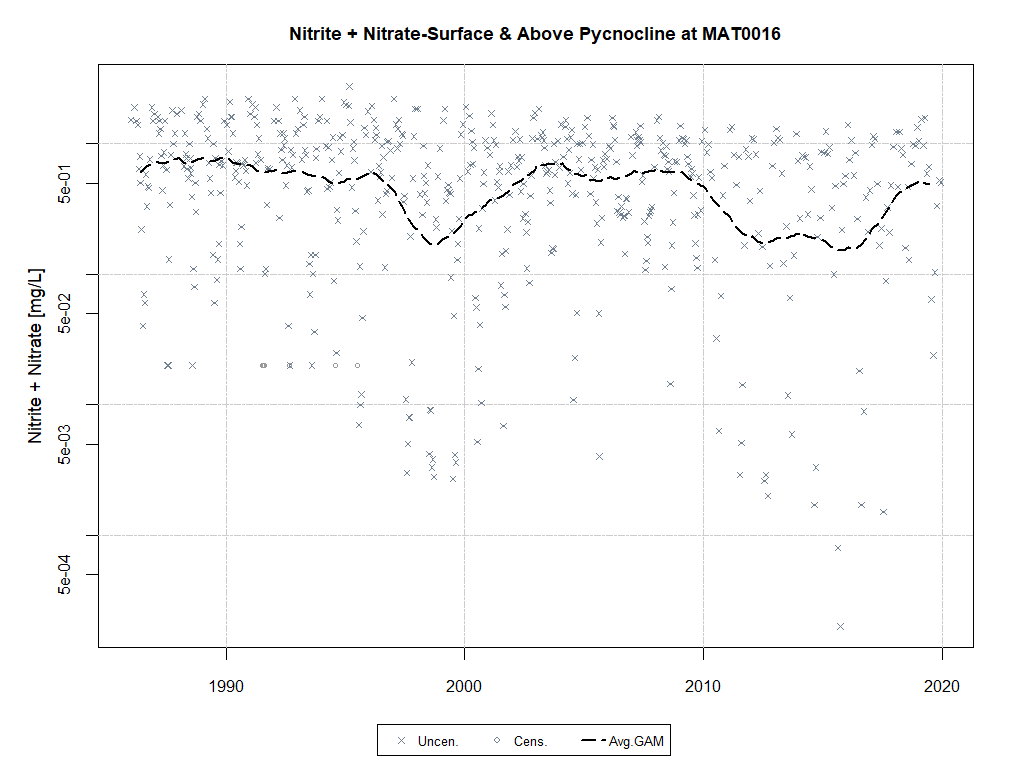 Nitrite + Nitrate-Surface & Above Pycnocline at MAT0016
Nitrite + Nitrate [mg/L]
5e-01
5e-02
5e-03
5e-04
1990 2000 2010 2020
Uncen. Cens. Avg.GAM